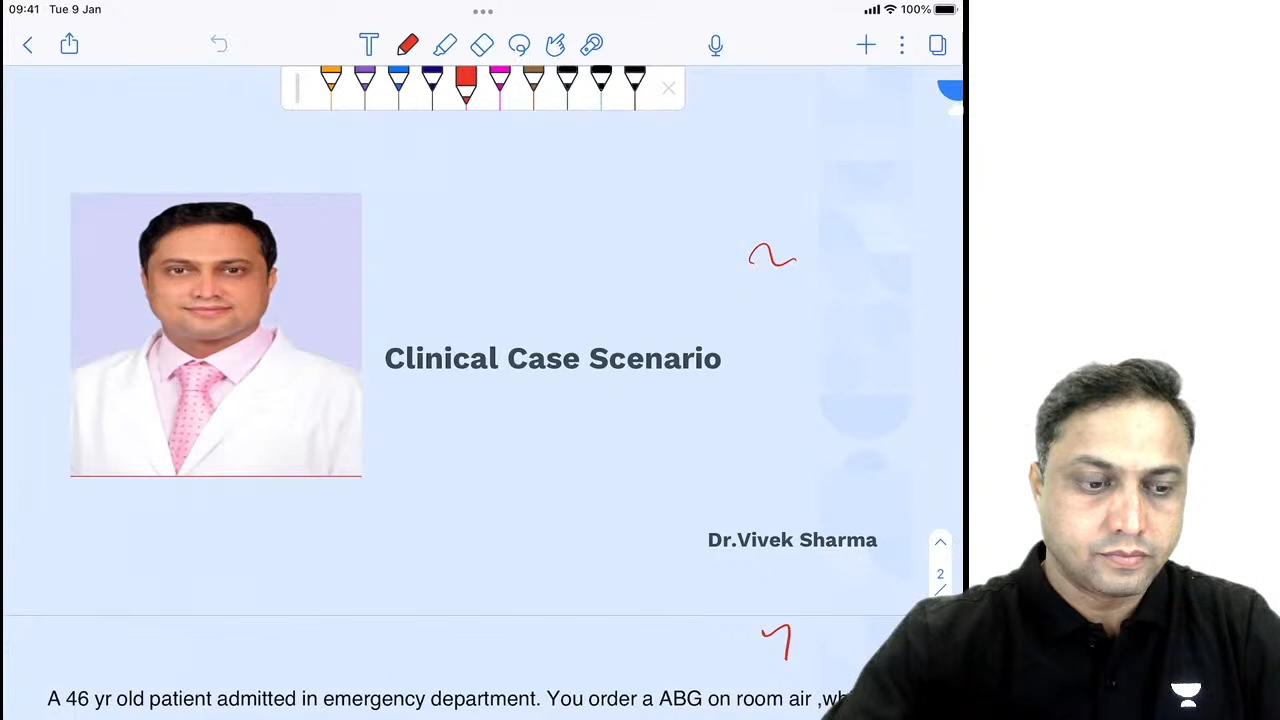 09:41 Tue 9 Jan
100%
T
Clinical Case Scenario
Dr.Vivek Sharma
2
A 46 yr old patient admitted in emergency department. You order a ABG on room air ,